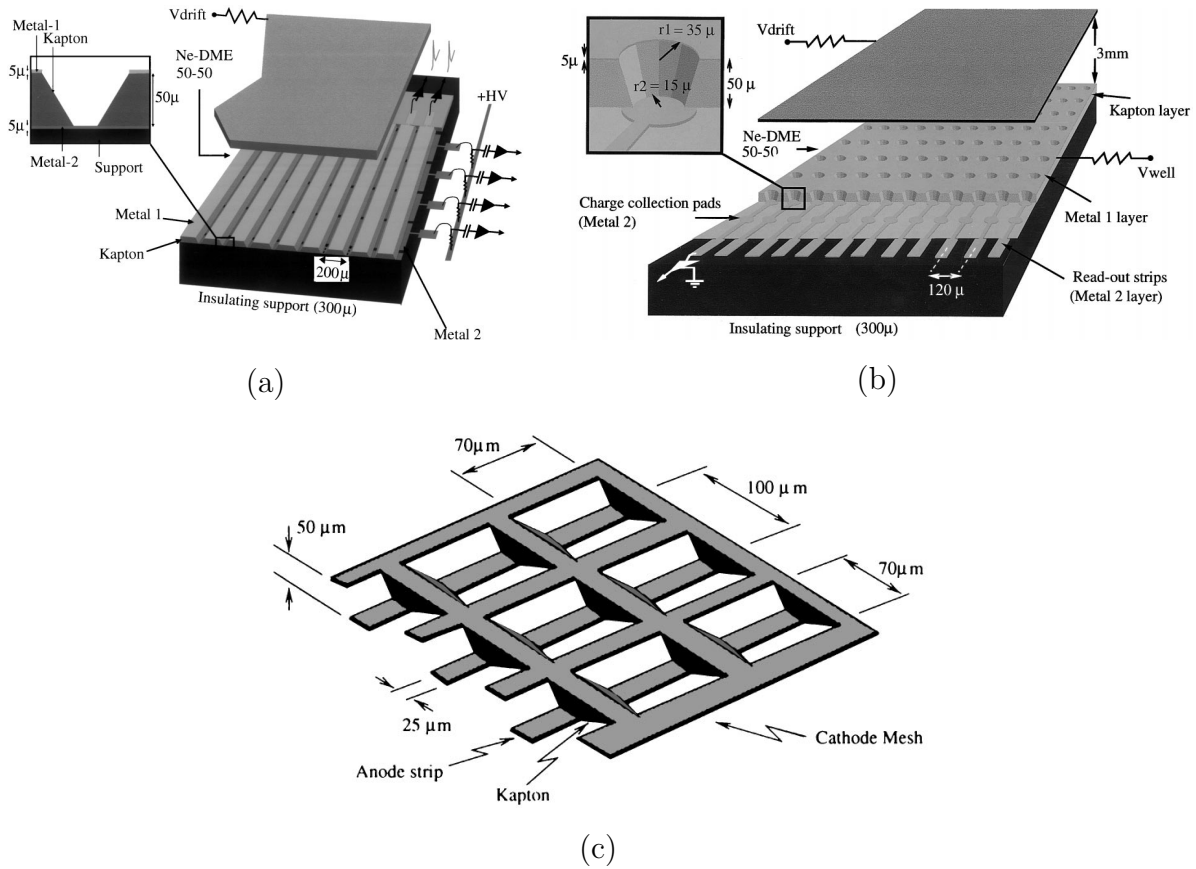 Metal-1
Kapton
5μ
50μ
5μ
Metal-2
Support
Vdrift
Ne-DME
50-50
+HV
Metal 1
Kapton
200μ
Insulating support (300μ)
Metal 2
(a)
r1 = 35 μ
5μ
50 μ
r2 = 15 μ
Vdrift
3mm
Kapton layer
Ne-DME
50-50
Vwell
Charge collection pads
(Metal 2)
Metal 1 layer
120 μ
Read-out strips
(Metal 2 layer)
Insulating support (300μ)
(b)
70μm
100 μm
50 μm
70μm
25 μm
Anode strip
Kapton
Cathode Mesh
(c)